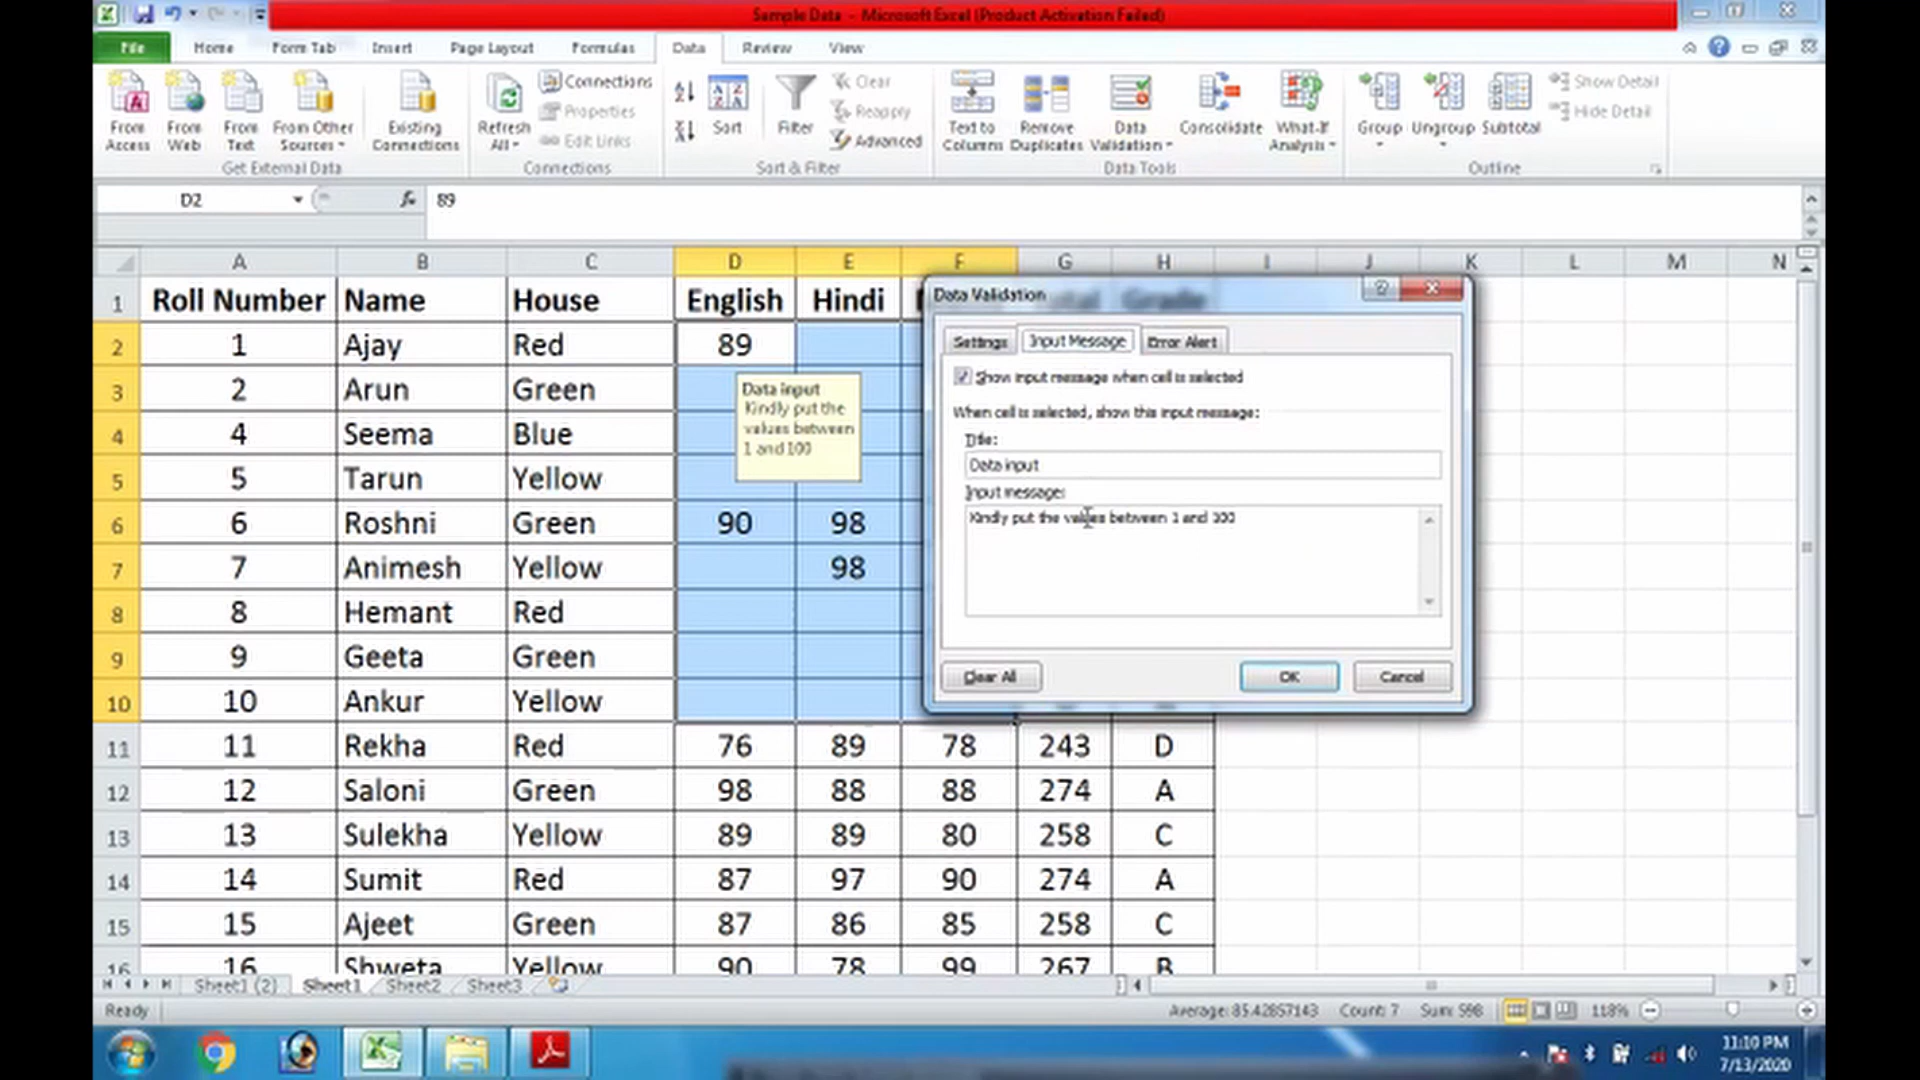 Sample Data - Microsoft Excel (Product Activation Failed)
File Home Form Tab Insert Page Layout Formulas Data Review View
From Access
From Web
From Text
From Other Sources
Existing Connections
Get External Data
Refresh All
Connections
Properties
Edit Links
Connections
Sort
Filter
Clear
Reapply
Advanced
Sort & Filter
Text to Columns
Remove Duplicates
Data Validation
Consolidate
What-If Analysis
Data Tools
Group
Ungroup
Subtotal
Show Detail
Hide Detail
Outline
D2 fx 89
A B C D E F G H I J K L M N
1 Roll Number Name House English Hindi Grade
2 1 Ajay Red 89
3 2 Arun Green
4 4 Seema Blue
5 5 Tarun Yellow
6 6 Roshni Green 90 98
7 7 Animesh Yellow 98
8 8 Hemant Red
9 9 Geeta Green
10 10 Ankur Yellow
11 11 Rekha Red 76 89 78 243 D
12 12 Saloni Green 98 88 88 274 A
13 13 Sulekha Yellow 89 89 80 258 C
14 14 Sumit Red 87 97 90 274 A
15 15 Ajeet Green 87 86 85 258 C
16 16 Shweta Yellow 90 78 99 267 B
Data input
Kindly put the
values between
1 and 100
Data Validation
Settings Input Message Error Alert
Show input message when cell is selected
When cell is selected, show this input message:
Title:
Data input
Input message:
Kindly put the values between 1 and 100
Clear All OK Cancel
Sheet1 (2) Sheet1 Sheet2 Sheet3
Ready Average: 85.42857143 Count: 7 Sum: 598 118%
11:10 PM
7/13/2020